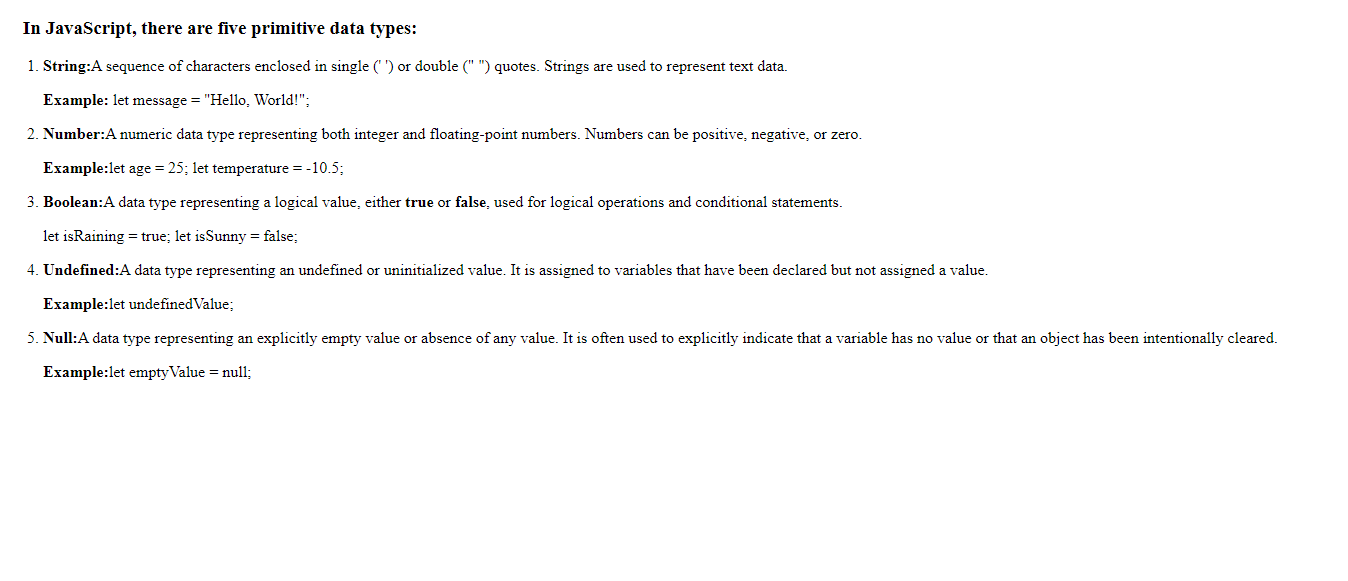 In JavaScript, there are five primitive data types:
1. String:A sequence of characters enclosed in single (' ') or double (" ") quotes. Strings are used to represent text data.
Example: let message = "Hello, World!";
2. Number:A numeric data type representing both integer and floating-point numbers. Numbers can be positive, negative, or zero.
Example:let age = 25; let temperature = -10.5;
3. Boolean:A data type representing a logical value, either true or false, used for logical operations and conditional statements.
let isRaining = true; let isSunny = false;
4. Undefined:A data type representing an undefined or uninitialized value. It is assigned to variables that have been declared but not assigned a value.
Example:let undefinedValue;
5. Null:A data type representing an explicitly empty value or absence of any value. It is often used to explicitly indicate that a variable has no value or that an object has been intentionally cleared.
Example:let emptyValue = null;